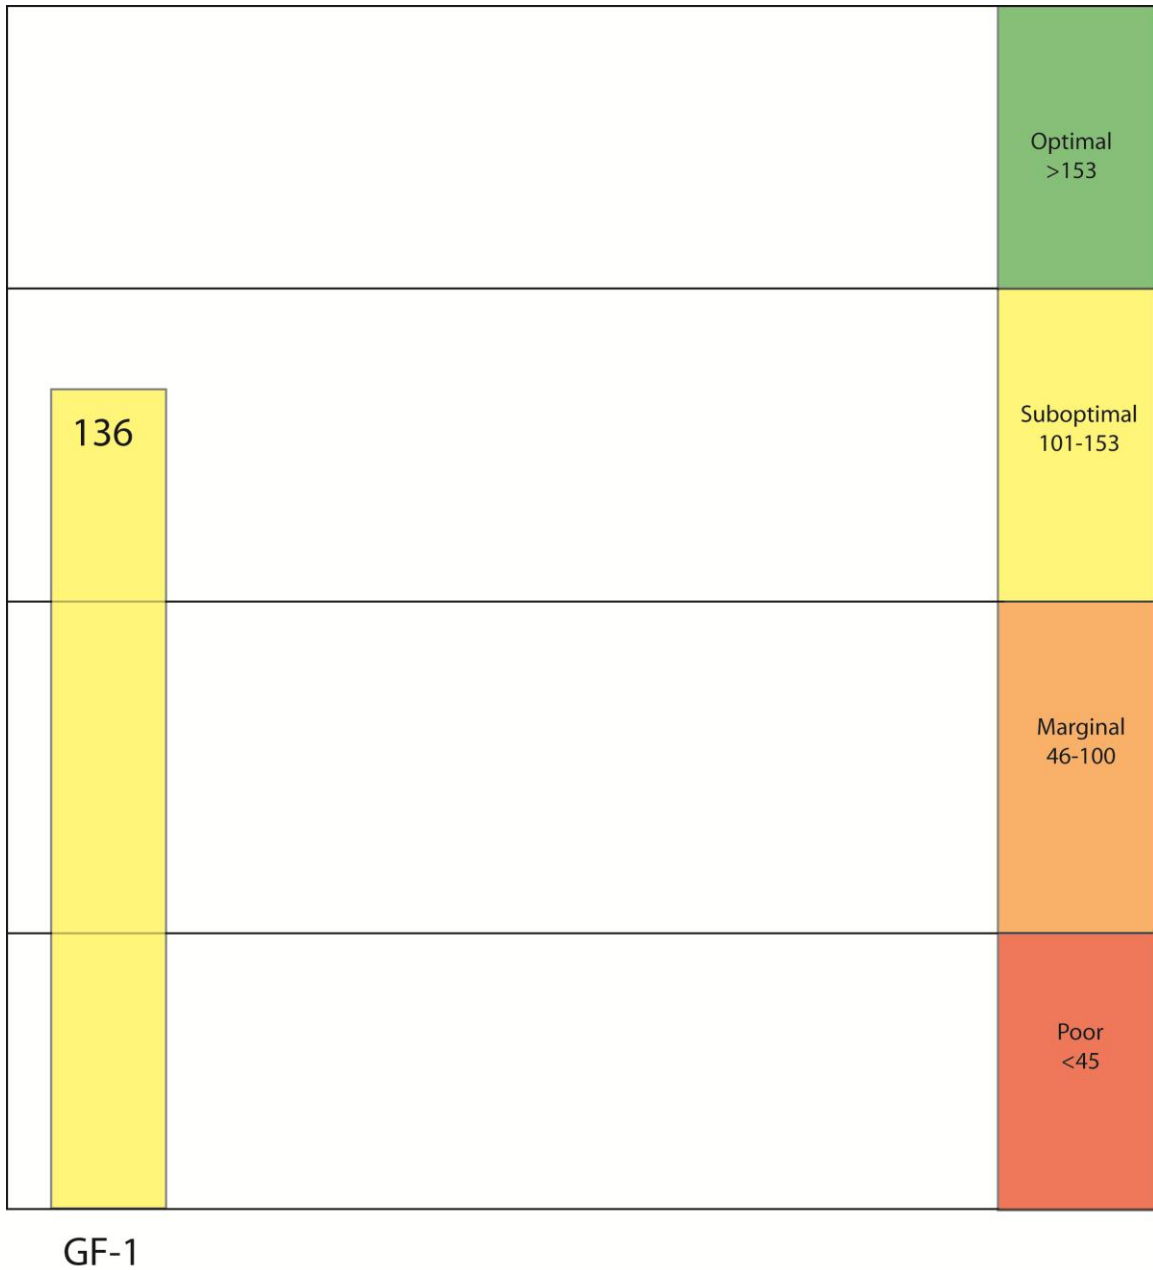 Optimal
>153
136
Suboptimal
101-153
Marginal
46-100
Poor
<45
GF-1